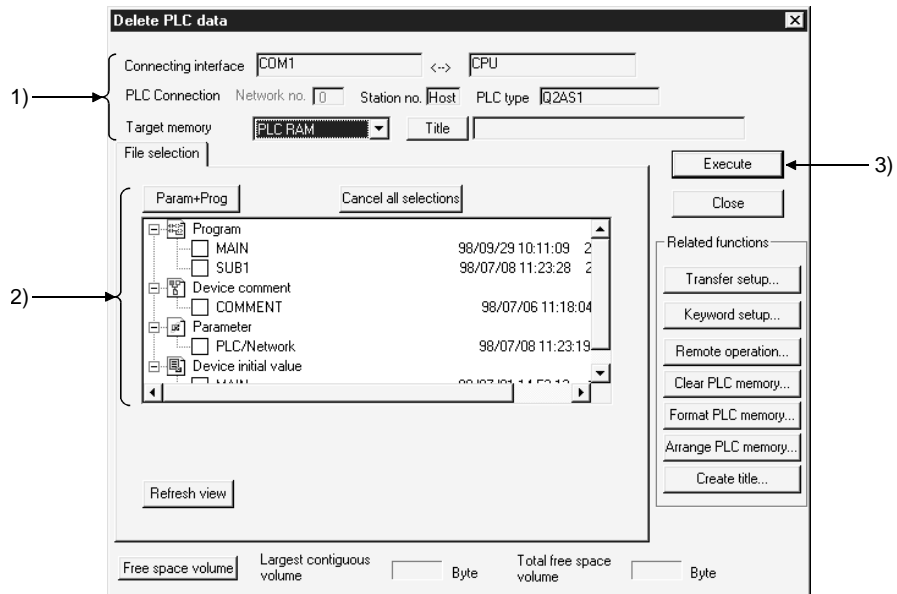 Delete PLC data
1)
Connecting interface COM1 <--> CPU
PLC Connection Network no. 0 Station no. Host PLC type Q2AS1
Target memory PLC RAM Title
File selection
Execute
3)
Close
2)
Param+Prog Cancel all selections
Program
MAIN 98/09/29 10:11:09 2
SUB1 98/07/08 11:23:28 2
Device comment
COMMENT 98/07/06 11:18:04
Parameter
PLC/Network 98/07/08 11:23:19
Device initial value
Related functions
Transfer setup...
Keyword setup...
Remote operation...
Clear PLC memory...
Format PLC memory...
Arrange PLC memory...
Create title...
Refresh view
Free space volume
Largest contiguous
volume
Byte
Total free space
volume
Byte